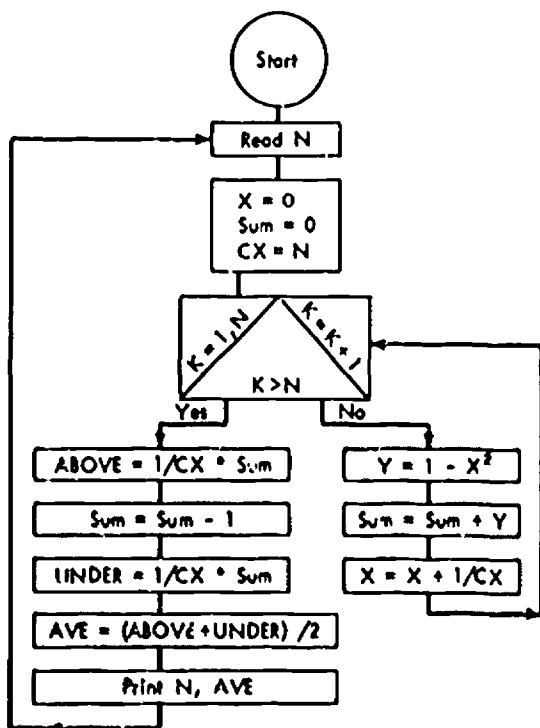 Start
Read N
X = 0
Sum = 0
CX = N
K = 1, N
K = K + 1
K > N
Yes
No
ABOVE = 1/CX * Sum
Sum = Sum - 1
UNDER = 1/CX * Sum
AVE = (ABOVE + UNDER) /2
Print N, AVE
Y = 1 - X²
Sum = Sum + Y
X = X + 1/CX